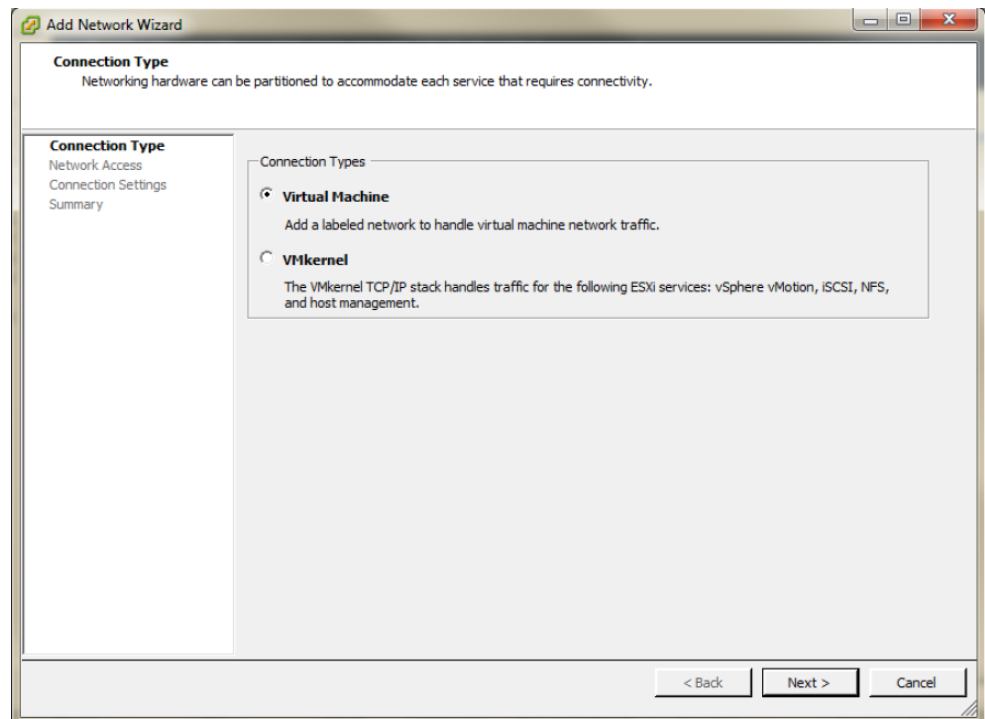 Add Network Wizard
Connection Type
Networking hardware can be partitioned to accommodate each service that requires connectivity.
Connection Type
Network Access
Connection Settings
Summary
Connection Types
Virtual Machine
Add a labeled network to handle virtual machine network traffic.
VMkernel
The VMkernel TCP/IP stack handles traffic for the following ESXi services: vSphere vMotion, iSCSI, NFS,
and host management.
< Back
Next >
Cancel